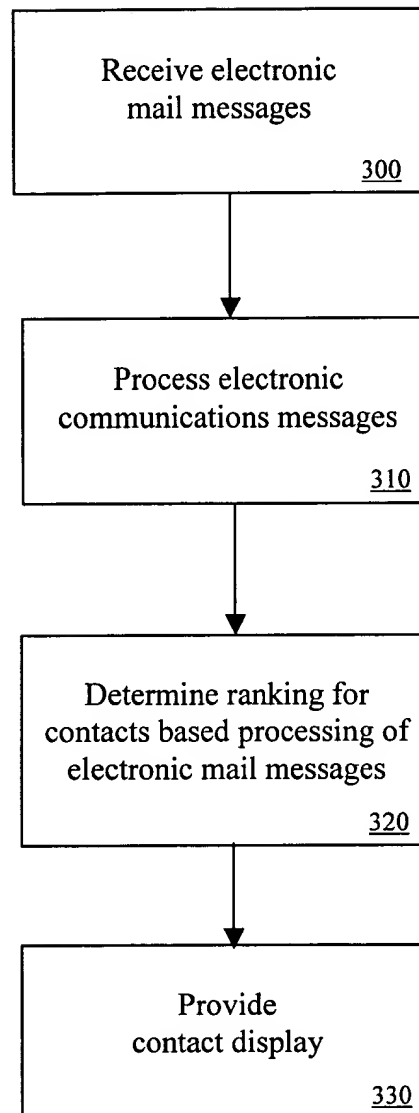 Receive electronic
mail messages
300
Process electronic
communications messages
310
Determine ranking for
contacts based processing of
electronic mail messages
320
Provide
contact display
330